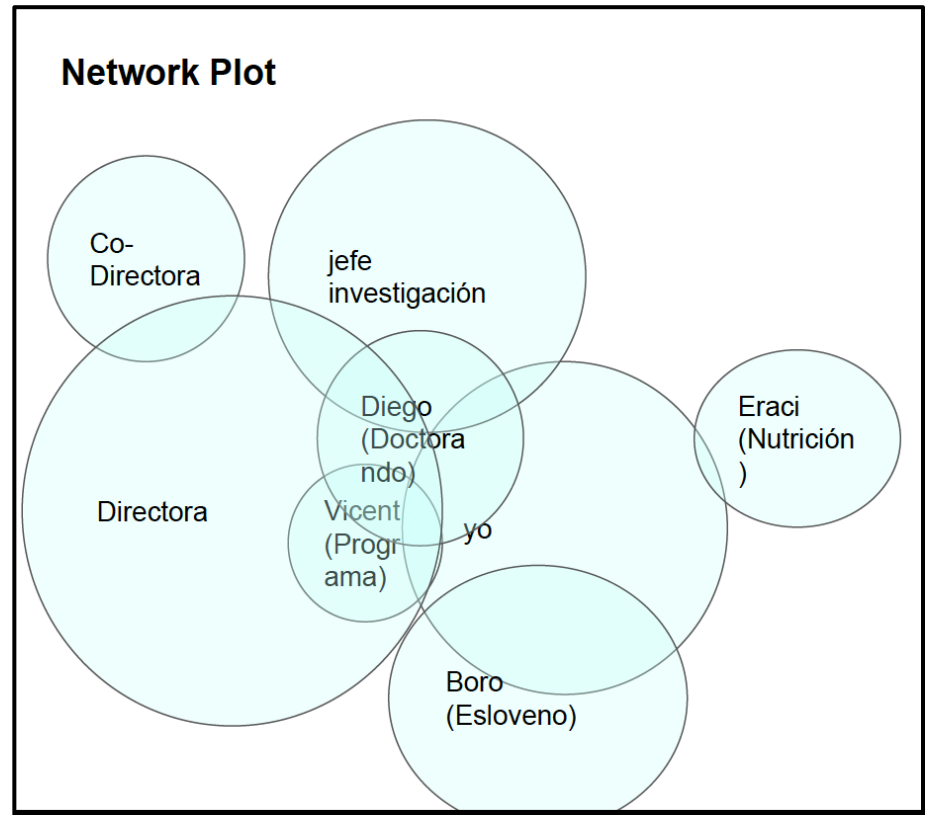 Network Plot
Co-
Directora
jefe
investigación
Diego
(Doctora
ndo)
Eraci
(Nutrición
)
Directora
Vicent
(Progr
ama)
yo
Boro
(Esloveno)